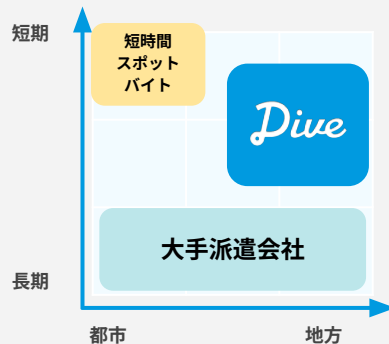 短期
短時間
スポット
バイト
Dive
大手派遣会社
長期
都市
地方